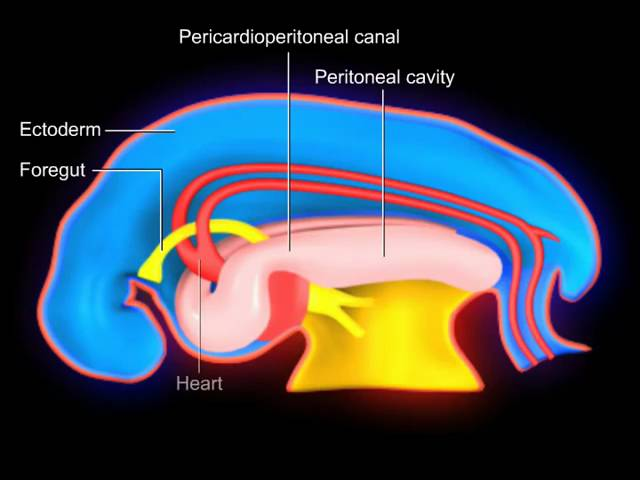 Pericardioperitoneal canal
Peritoneal cavity
Ectoderm
Foregut
Heart